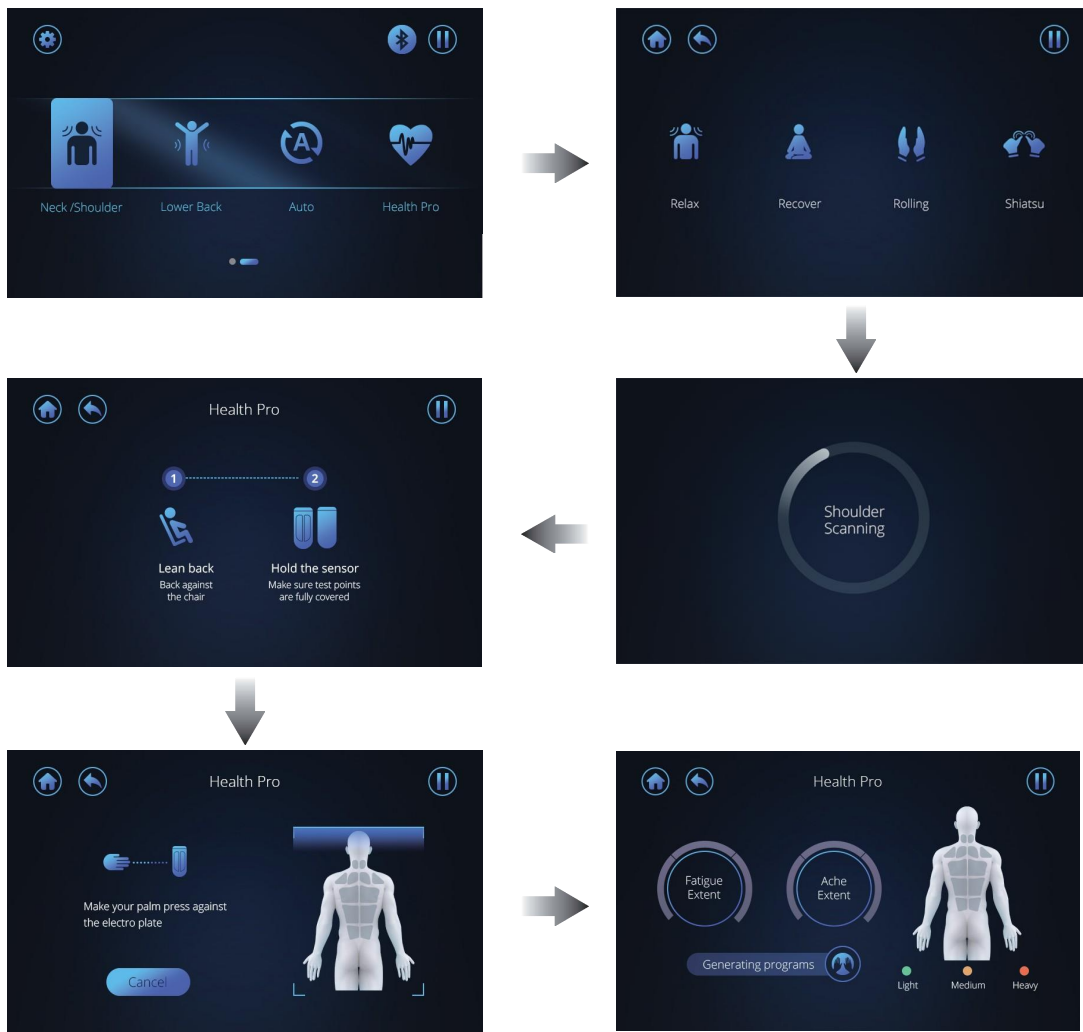 Neck /Shoulder
Lower Back
Auto
Health Pro
A
Relax
Recover
Rolling
Shiatsu
Shoulder
Scanning
Health Pro
1
2
Lean back
Back against
the chair
Hold the sensor
Make sure test points
are fully covered
Health Pro
Make your palm press against
the electro plate
Cancel
Health Pro
Fatigue
Extent
Ache
Extent
Generating programs
Light
Medium
Heavy